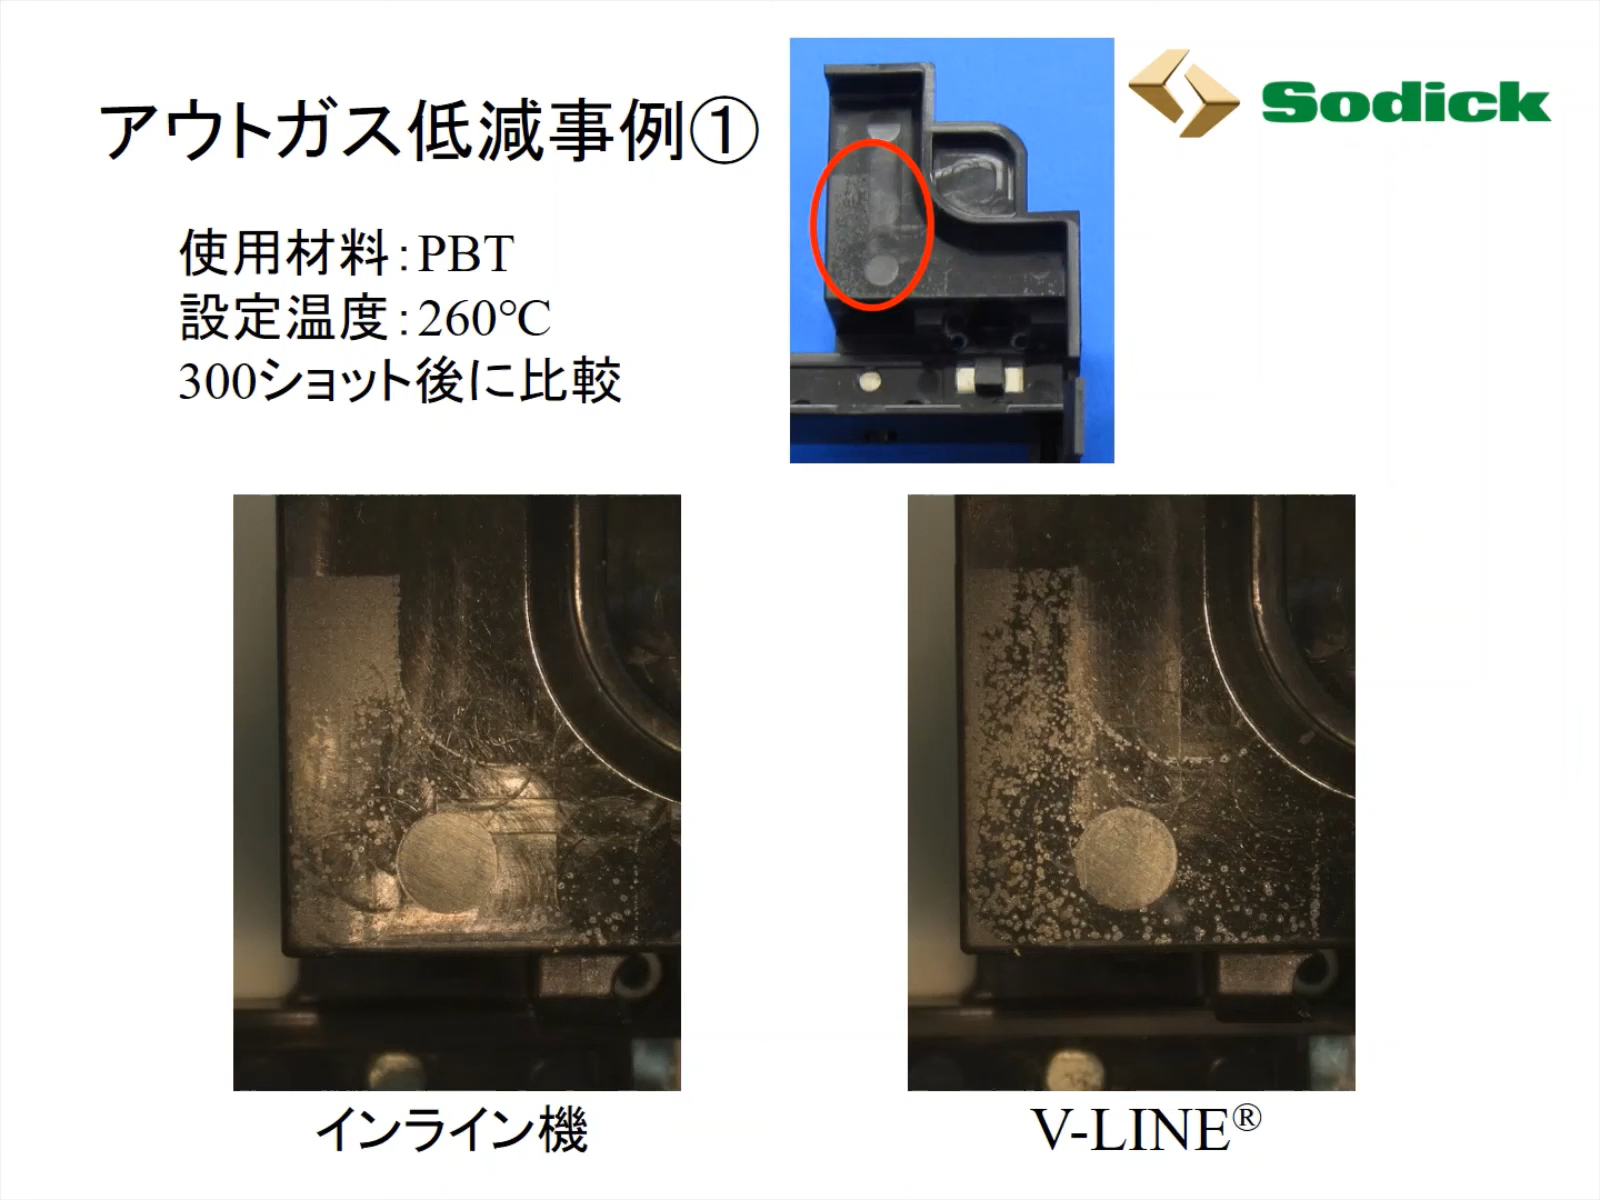 アウトガス低減事例①
Sodick
使用材料：PBT
設定温度：260℃
300ショット後に比較
インライン機
V-LINE®